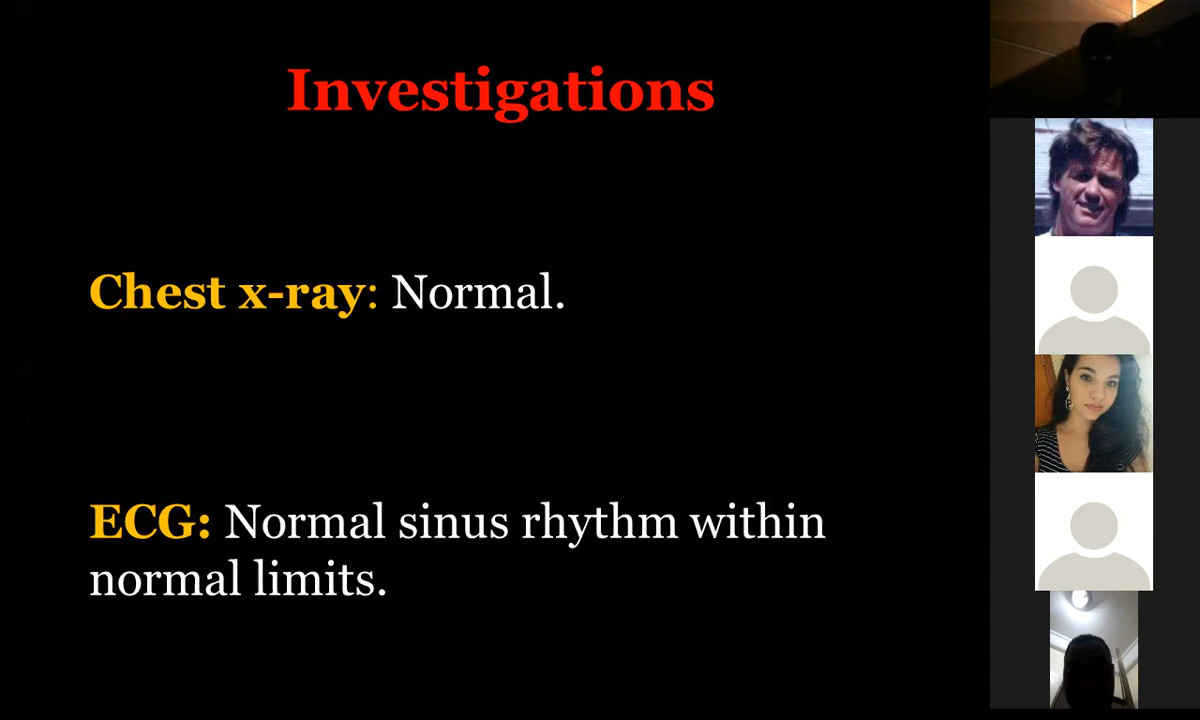 Investigations
Chest x-ray: Normal.
ECG: Normal sinus rhythm within
normal limits.